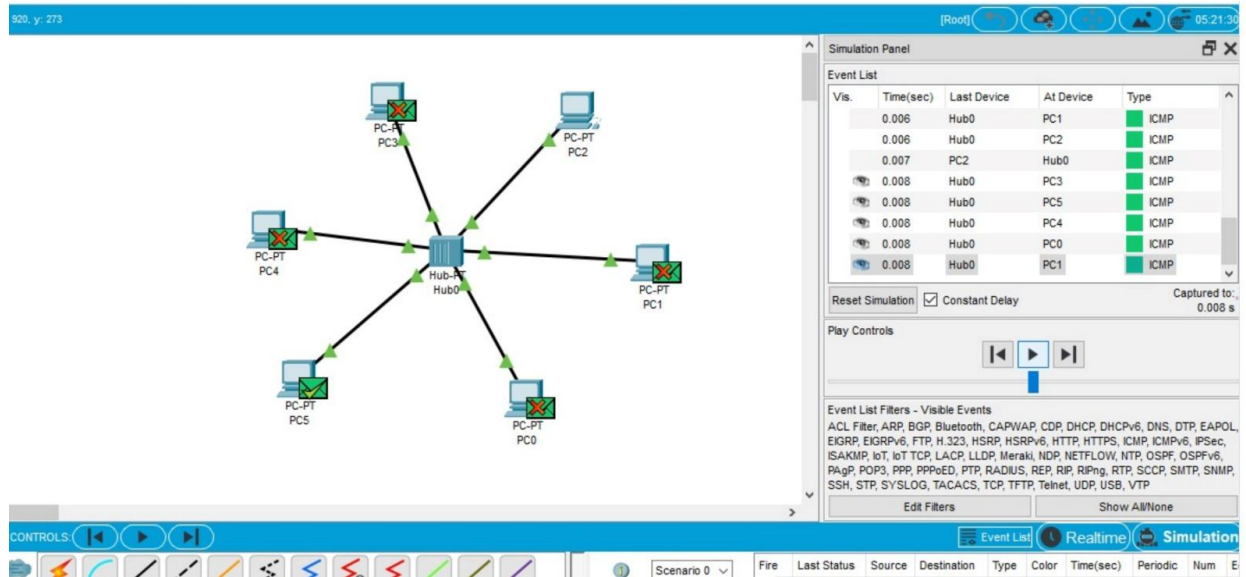 920, y: 273
[Root]
05:21:30
PC-PT
PC3
PC-PT
PC2
PC-PT
PC4
Hub-PT
Hub0
PC-PT
PC1
PC-PT
PC5
PC-PT
PC0
Simulation Panel
Event List
Vis. Time(sec) Last Device At Device Type
0.006 Hub0 PC1 ICMP
0.006 Hub0 PC2 ICMP
0.007 PC2 Hub0 ICMP
0.008 Hub0 PC3 ICMP
0.008 Hub0 PC5 ICMP
0.008 Hub0 PC4 ICMP
0.008 Hub0 PC0 ICMP
0.008 Hub0 PC1 ICMP
Reset Simulation Constant Delay
Captured to:
0.008 s
Play Controls
Event List Filters - Visible Events
ACL Filter, ARP, BGP, Bluetooth, CAPWAP, CDP, DHCP, DHCPv6, DNS, DTP, EAPOL,
EIGRP, EIGRPv6, FTP, H.323, HSRP, HSRPv6, HTTP, HTTPS, ICMP, ICMPv6, IPSec,
ISAKMP, IoT, IoT TCP, LACP, LLDP, Meraki, NDP, NETFLOW, NTP, OSPF, OSPFv6,
PAgP, POP3, PPP, PPPoED, PTP, RADIUS, REP, RIP, RIPng, RTP, SCCP, SMTP, SNMP,
SSH, STP, SYSLOG, TACACS, TCP, TFTP, Telnet, UDP, USB, VTP
Edit Filters Show All/None
CONTROLS:
Event List Realtime Simulation
Scenario 0
Fire Last Status Source Destination Type Color Time(sec) Periodic Num